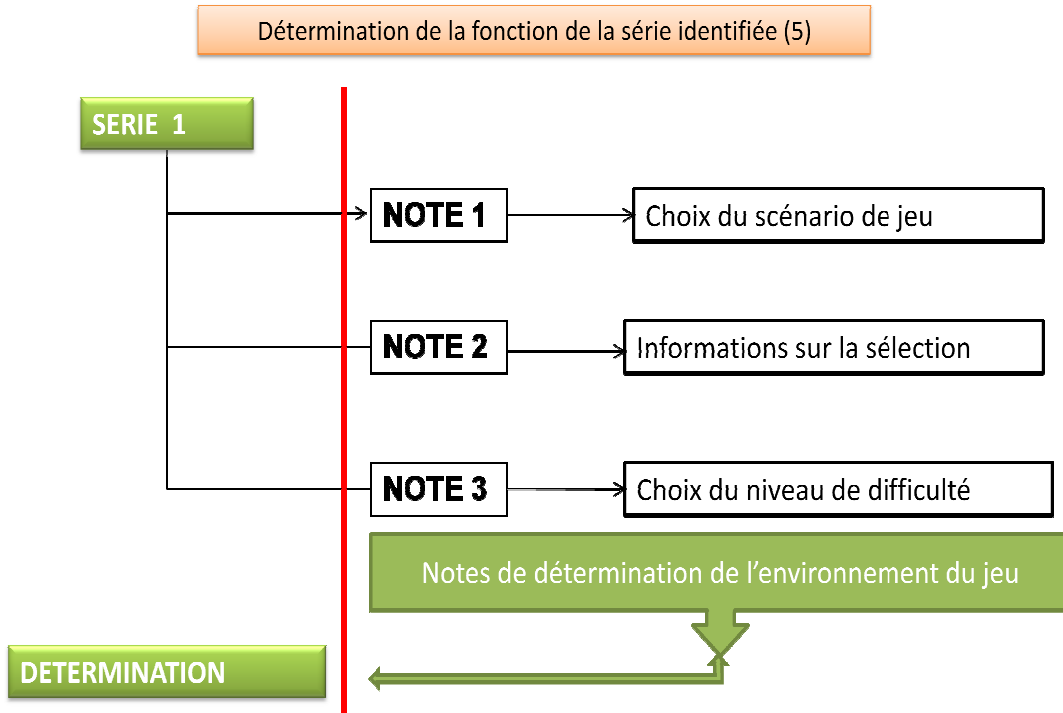 Détermination de la fonction de la série identifiée (5)
SERIE 1
NOTE 1
Choix du scénario de jeu
NOTE 2
Informations sur la sélection
NOTE 3
Choix du niveau de difficulté
Notes de détermination de l’environnement du jeu
DETERMINATION